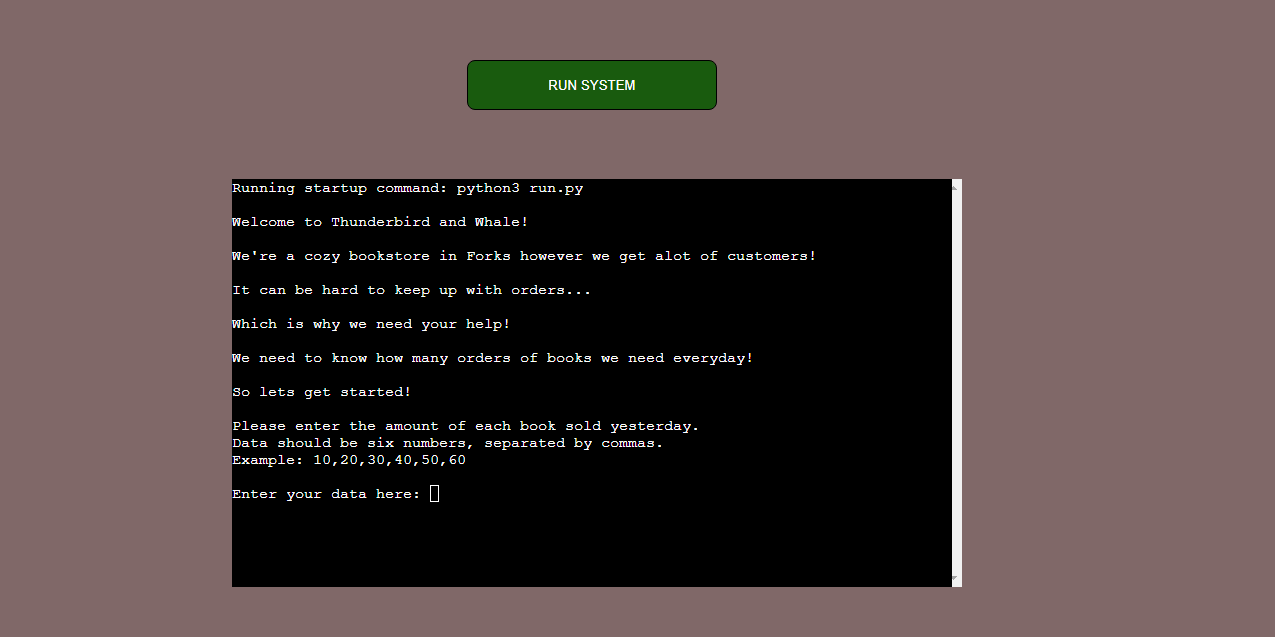 RUN SYSTEM
Running startup command: python3 run.py
Welcome to Thunderbird and Whale!
We're a cozy bookstore in Forks however we get alot of customers!
It can be hard to keep up with orders...
Which is why we need your help!
We need to know how many orders of books we need everyday!
So lets get started!
Please enter the amount of each book sold yesterday.
Data should be six numbers, separated by commas.
Example: 10,20,30,40,50,60
Enter your data here: